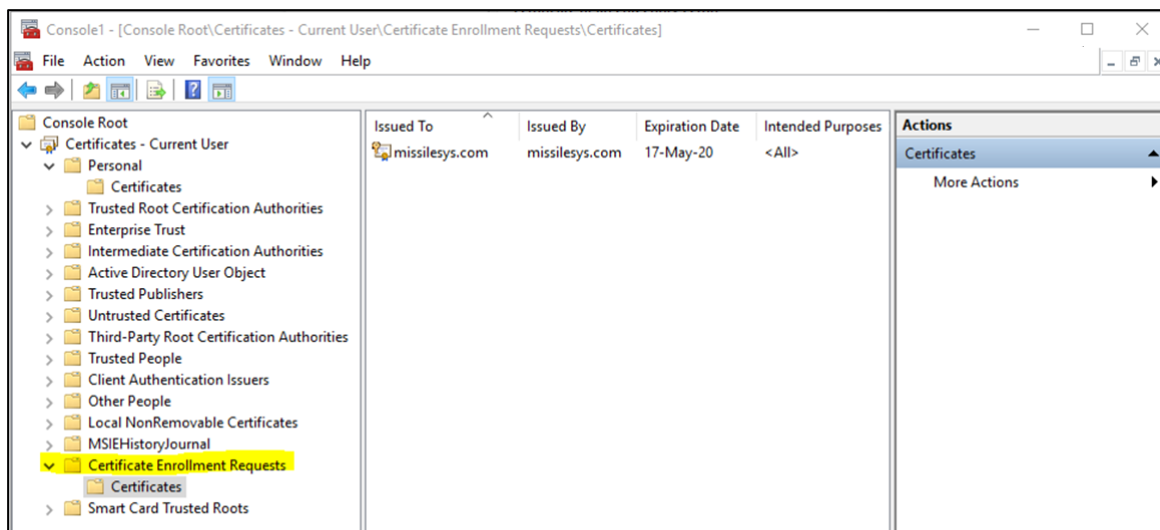 Console1 - [Console Root\Certificates - Current User\Certificate Enrollment Requests\Certificates]
File Action View Favorites Window Help
Console Root
Certificates - Current User
Personal
Certificates
Trusted Root Certification Authorities
Enterprise Trust
Intermediate Certification Authorities
Active Directory User Object
Trusted Publishers
Untrusted Certificates
Third-Party Root Certification Authorities
Trusted People
Client Authentication Issuers
Other People
Local NonRemovable Certificates
MSIEHistoryJournal
Certificate Enrollment Requests
Certificates
Smart Card Trusted Roots
Issued To Issued By Expiration Date Intended Purposes
missilesys.com missilesys.com 17-May-20 <All>
Actions
Certificates
More Actions